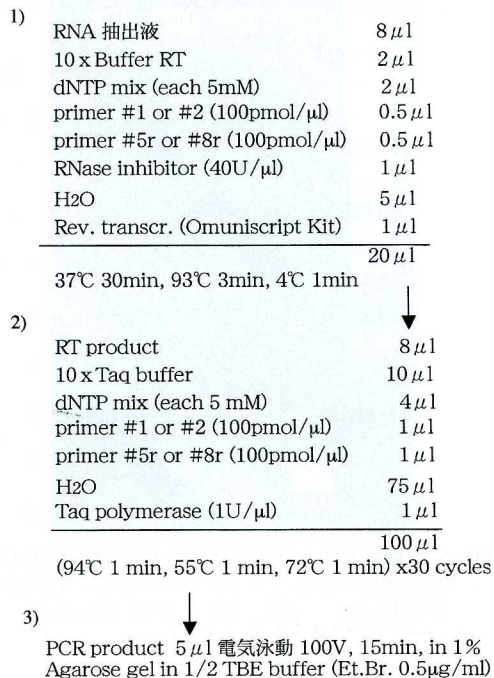 1)
RNA 抽出液 8μl
10 x Buffer RT 2μl
dNTP mix (each 5mM) 2μl
primer #1 or #2 (100pmol/μl) 0.5μl
primer #5r or #8r (100pmol/μl) 0.5μl
RNase inhibitor (40U/μl) 1μl
H2O 5μl
Rev. transcr. (Omuniscript Kit) 1μl
20μl
37℃ 30min, 93℃ 3min, 4℃ 1min
2)
RT product 8μl
10 x Taq buffer 10μl
dNTP mix (each 5 mM) 4μl
primer #1 or #2 (100pmol/μl) 1μl
primer #5r or #8r (100pmol/μl) 1μl
H2O 75μl
Taq polymerase (1U/μl) 1μl
100μl
(94℃ 1 min, 55℃ 1 min, 72℃ 1 min) x30 cycles
3)
PCR product 5μl 電気泳動 100V, 15min, in 1%
Agarose gel in 1/2 TBE buffer (Et.Br. 0.5μg/ml)